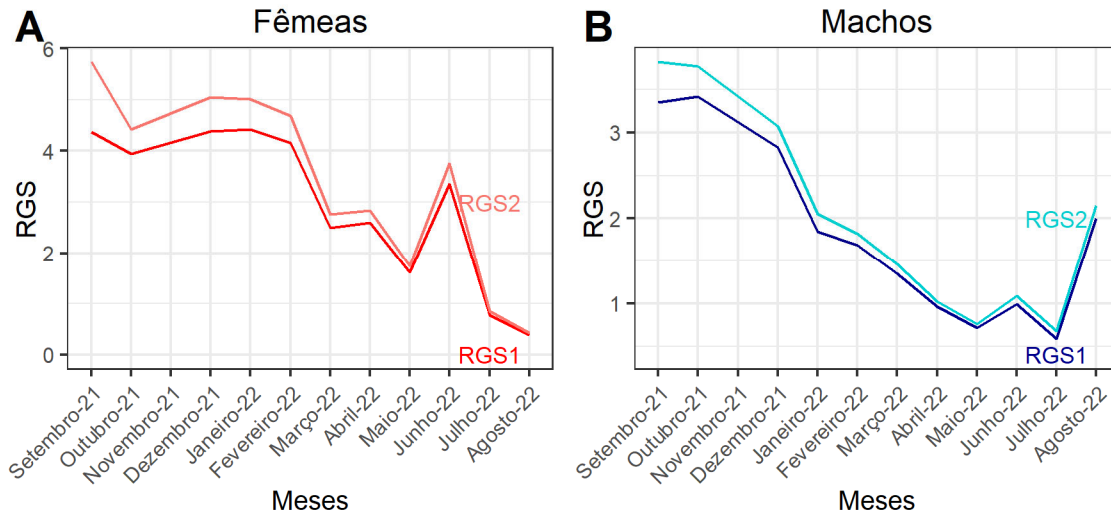 A
Fêmeas
RGS
6
4
2
0
RGS2
RGS1
Setembro-21
Outubro-21
Novembro-21
Dezembro-21
Janeiro-22
Fevereiro-22
Março-22
Abril-22
Maio-22
Junho-22
Julho-22
Agosto-22
Meses
B
Machos
RGS
3
2
1
RGS2
RGS1
Setembro-21
Outubro-21
Novembro-21
Dezembro-21
Janeiro-22
Fevereiro-22
Março-22
Abril-22
Maio-22
Junho-22
Julho-22
Agosto-22
Meses